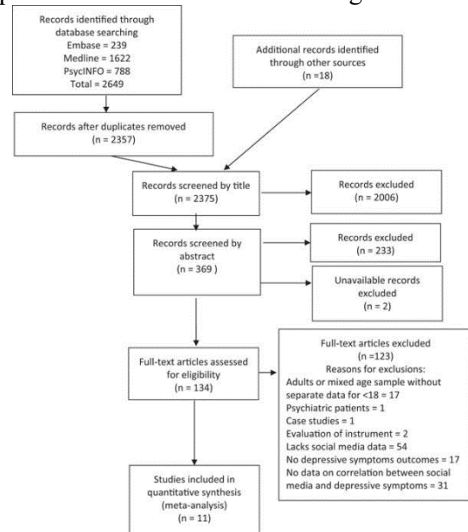 Records identified through
database searching
Embase = 239
Medline = 1622
PsycINFO = 788
Total = 2649
Additional records identified
through other sources
(n =18)
Records after duplicates removed
(n = 2357)
Records screened by title
(n = 2375)
Records excluded
(n = 2006)
Records screened by
abstract
(n = 369 )
Records excluded
(n = 233)
Unavailable records
excluded
(n = 2)
Full-text articles assessed
for eligibility
(n = 134)
Full-text articles excluded
(n =123)
Reasons for exclusions:
Adults or mixed age sample without
separate data for <18 = 17
Psychiatric patients = 1
Case studies = 1
Evaluation of instrument = 2
Lacks social media data = 54
No depressive symptoms outcomes = 17
No data on correlation between social
media and depressive symptoms = 31
Studies included in
quantitative synthesis
(meta-analysis)
(n = 11)